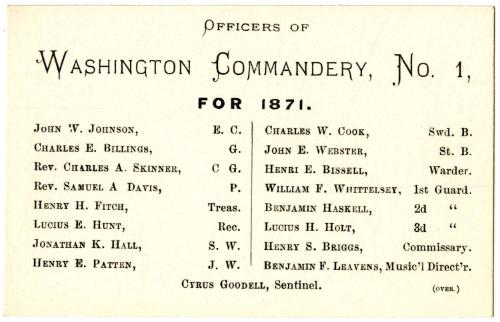 Officers of
Washington Commandery, No. 1,
FOR 1871.
John W. Johnson, E. C.
Charles E. Billings, G.
Rev. Charles A. Skinner, C G.
Rev. Samuel A Davis, P.
Henry H. Fitch, Treas.
Lucius E. Hunt, Rec.
Jonathan K. Hall, S. W.
Henry E. Patten, J. W.
Charles W. Cook, Swd. B.
John E. Webster, St. B.
Henri E. Bissell, Warder.
William F. Whittelsey, 1st Guard.
Benjamin Haskell, 2d “
Lucius H. Holt, 3d “
Henry S. Briggs, Commissary.
Benjamin F. Leavens, Music'l Direct'r.
Cyrus Goodell, Sentinel.
(OVER.)